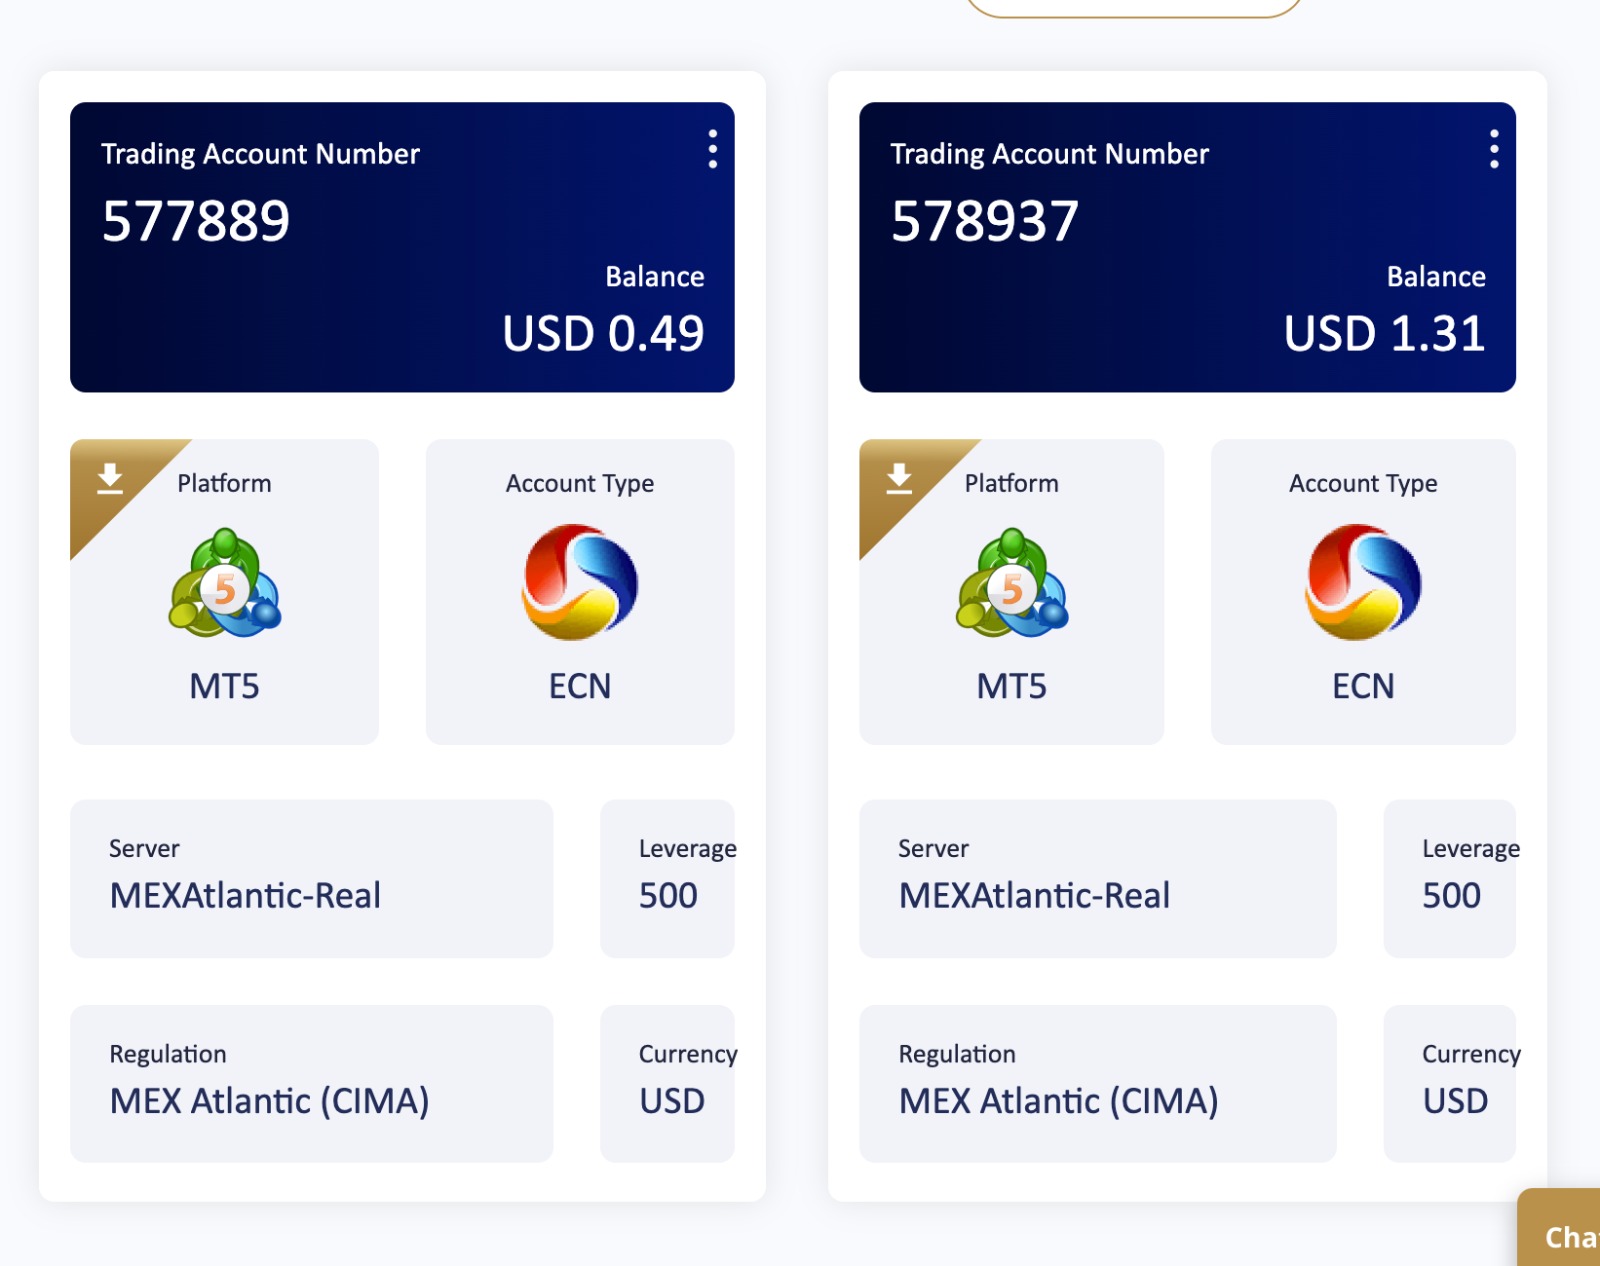 Trading Account Number
577889
Balance
USD 0.49
Platform
5
MT5
Account Type
ECN
Server
MEXAtlantic-Real
Leverage
500
Regulation
MEX Atlantic (CIMA)
Currency
USD
Trading Account Number
578937
Balance
USD 1.31
Platform
5
MT5
Account Type
ECN
Server
MEXAtlantic-Real
Leverage
500
Regulation
MEX Atlantic (CIMA)
Currency
USD